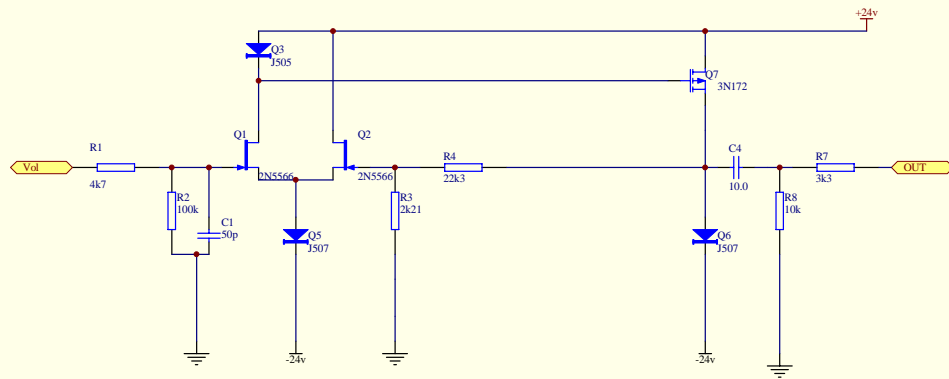 +24v
Q3
J505
Q7
3N172
Q1
Q2
Vol
R1
4k7
2N5566
2N5566
R4
22k3
C4
10.0
R7
3k3
OUT
R2
100k
C1
50p
R3
2k21
R8
10k
Q5
J507
Q6
J507
-24v
-24v